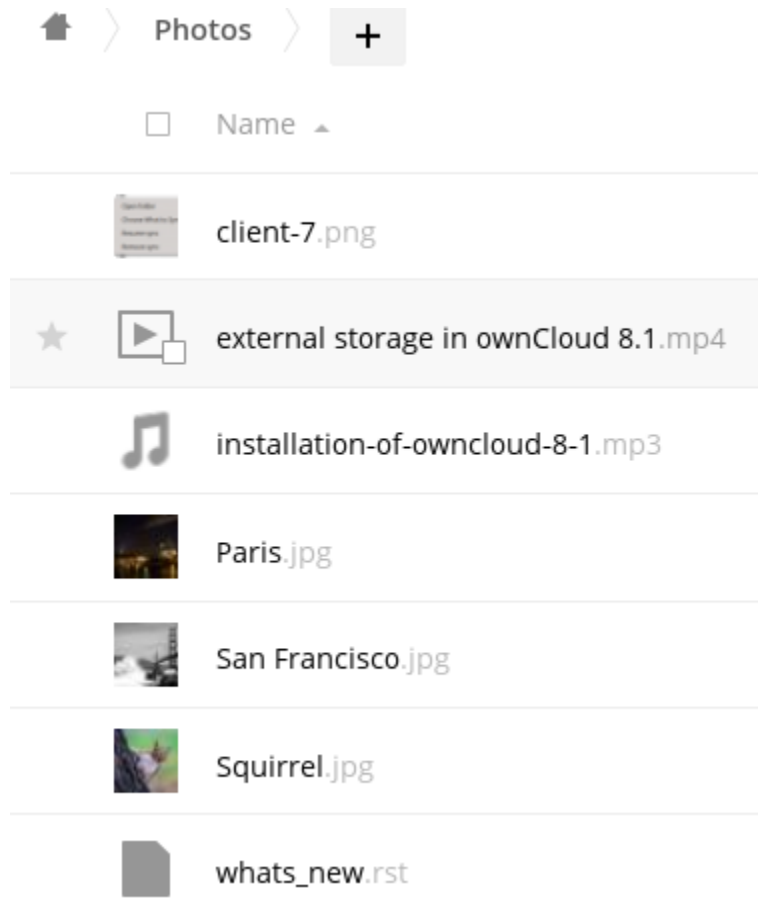 Photos
+
Name
client-7.png
external storage in ownCloud 8.1.mp4
installation-of-owncloud-8-1.mp3
Paris.jpg
San Francisco.jpg
Squirrel.jpg
whats_new.rst